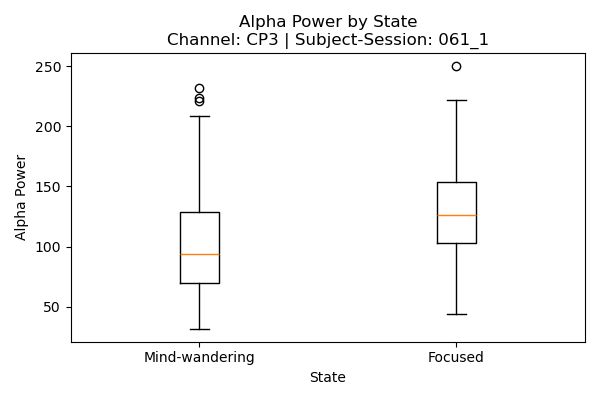 Alpha Power by State
Channel: CP3 | Subject-Session: 061_1
250
200
150
100
50
Alpha Power
Mind-wandering
Focused
State